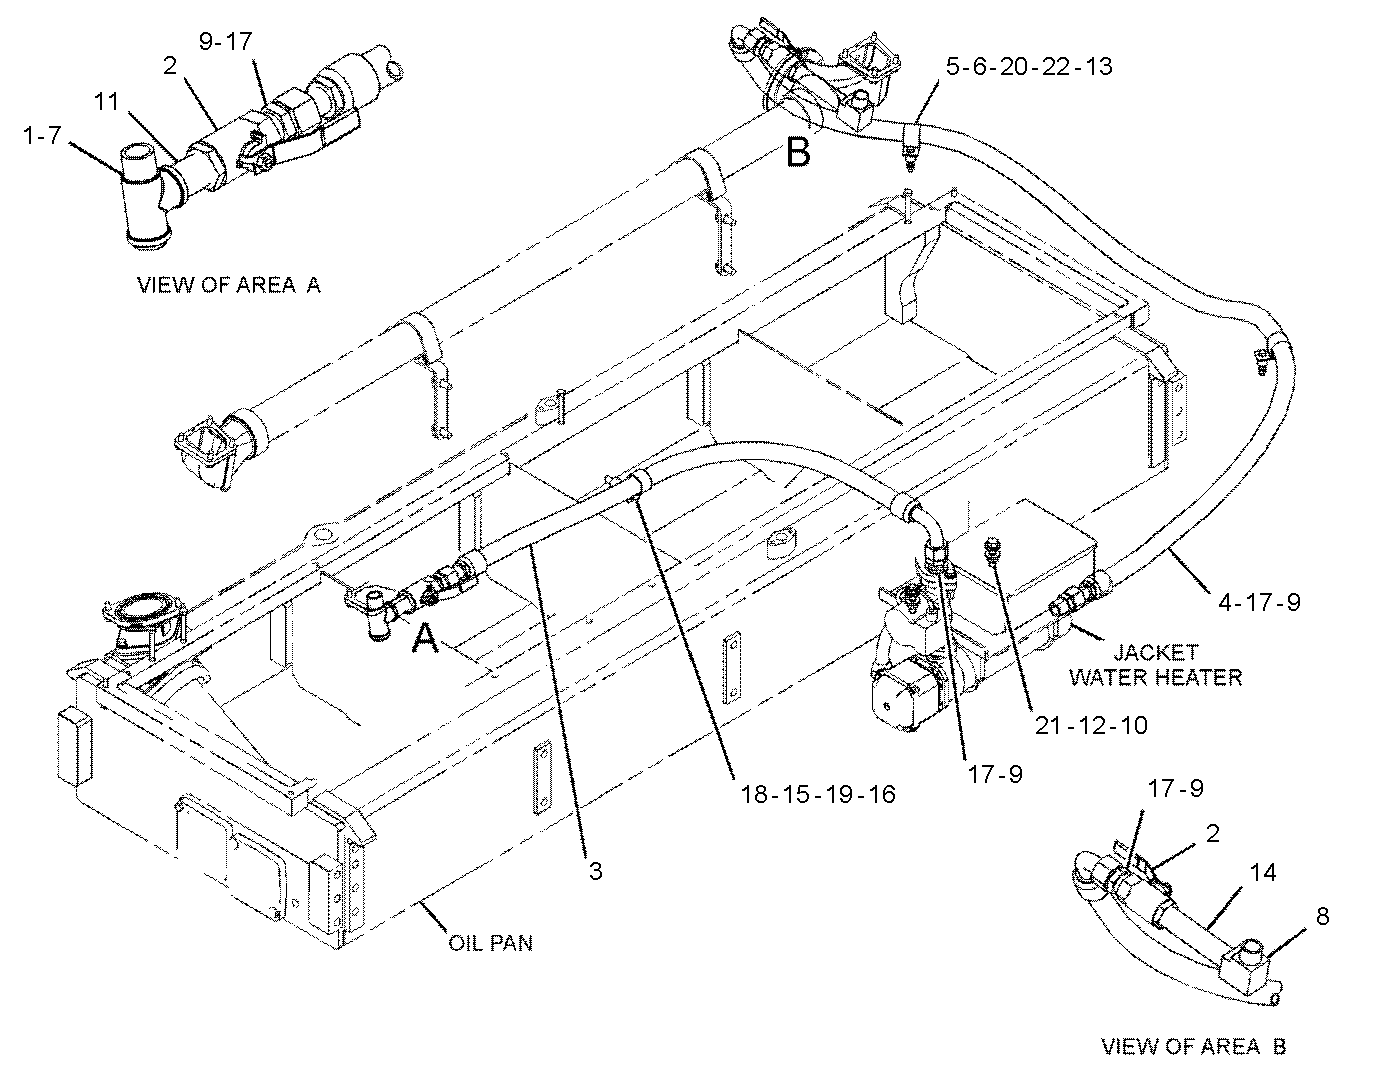 9-17
2
11
1-7
VIEW OF AREA A
5-6-20-22-13
B
A
4-17-9
JACKET
WATER HEATER
21-12-10
17-9
18-15-19-16
3
OIL PAN
17-9
2
14
8
VIEW OF AREA B